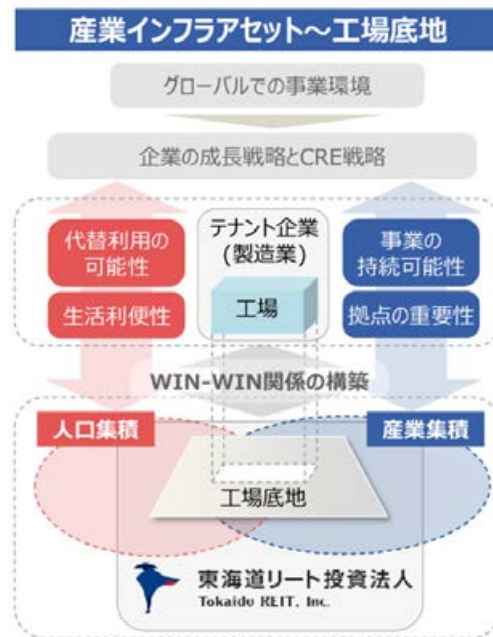 産業インフラアセット～工場底地
グローバルでの事業環境
企業の成長戦略とCRE戦略
代替利用の
可能性
生活利便性
テナント企業
(製造業)
工場
事業の
持続可能性
拠点の重要性
WIN-WIN関係の構築
人口集積
産業集積
工場底地
東海道リート投資法人
Tokaido REIT, Inc.